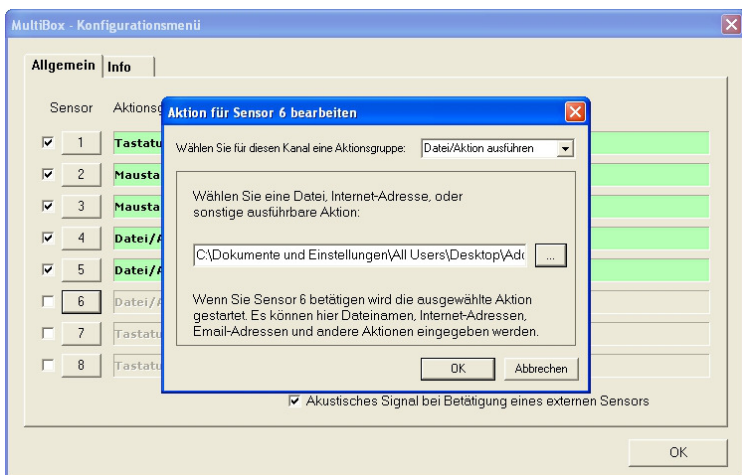 MultiBox - Konfigurationsmenü
Allgemein Info
Sensor Aktionsg
1 Tastatu
2 Mausta
3 Mausta
4 Datei/A
5 Datei/A
6 Datei/A
7 Tastatu
8 Tastatu
Aktion für Sensor 6 bearbeiten
Wählen Sie für diesen Kanal eine Aktionsgruppe: Datei/Aktion ausführen
Wählen Sie eine Datei, Internet-Adresse, oder
sonstige ausführbare Aktion:
C:\Dokumente und Einstellungen\All Users\Desktop\Ad ...
Wenn Sie Sensor 6 betätigen wird die ausgewählte Aktion
gestartet. Es können hier Dateinamen, Internet-Adressen,
Email-Adressen und andere Aktionen eingegeben werden.
OK Abbrechen
Akustisches Signal bei Betätigung eines externen Sensors
OK